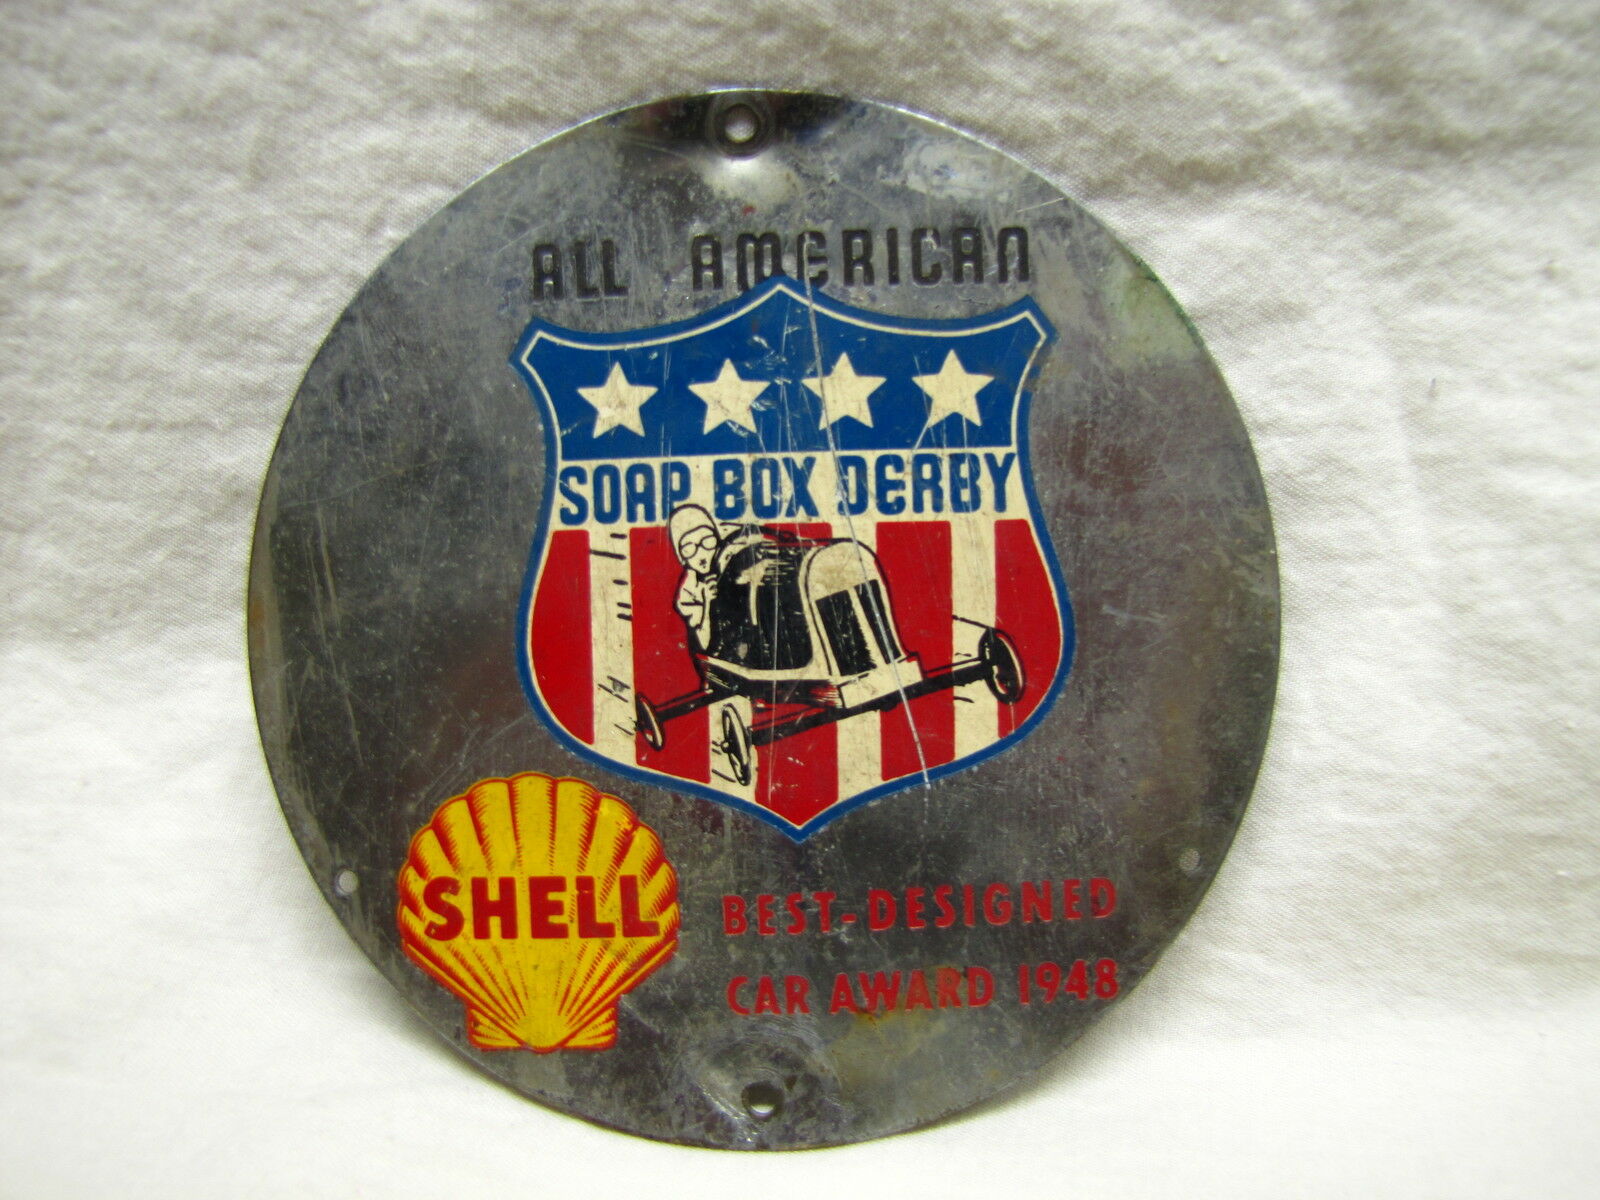 ALL AMERICAN
SOAP BOX DERBY
SHELL
BEST-DESIGNED
CAR AWARD 1948